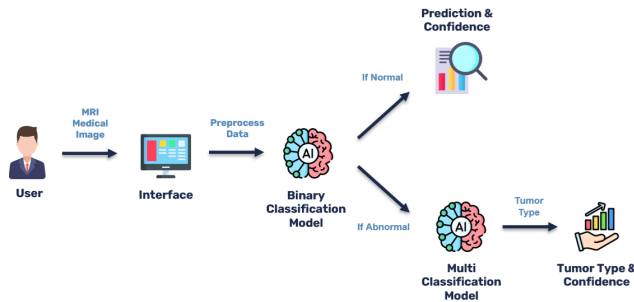 Prediction &
Confidence
If Normal
MRI
Medical
Image
Preprocess
Data
AI
User
Interface
Binary
Classification
Model
If Abnormal
AI
Tumor
Type
Multi
Classification
Model
Tumor Type &
Confidence